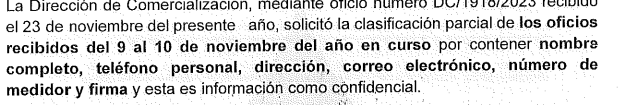 La Dirección de Comercialización, mediante oficio número DC/1918/2023 recibido
el 23 de noviembre del presente año, solicitó la clasificación parcial de los oficios
recibidos del 9 al 10 de noviembre del año en curso por contener nombre
completo, teléfono personal, dirección, correo electrónico, número de
medidor y firma y esta es información como confidencial.